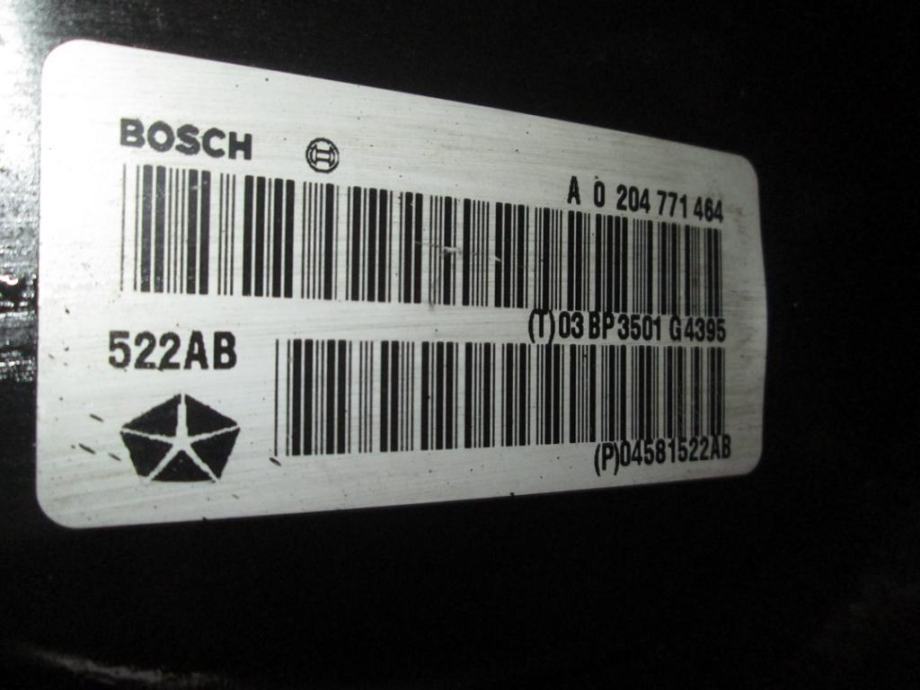 BOSCH
A 0 204 771 464
(T)03 BP 3501 G 4395
522AB
(P)04581522AB